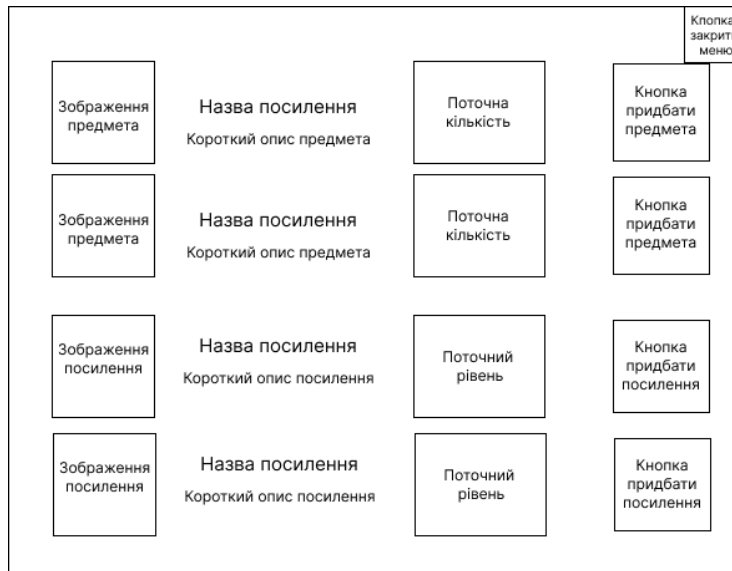 Кнопка
закрити
меню
Зображення
предмета
Назва посилення
Короткий опис предмета
Поточна
кількість
Кнопка
придбати
предмета
Зображення
предмета
Назва посилення
Короткий опис предмета
Поточна
кількість
Кнопка
придбати
предмета
Зображення
посилення
Назва посилення
Короткий опис посилення
Поточний
рівень
Кнопка
придбати
посилення
Зображення
посилення
Назва посилення
Короткий опис посилення
Поточний
рівень
Кнопка
придбати
посилення